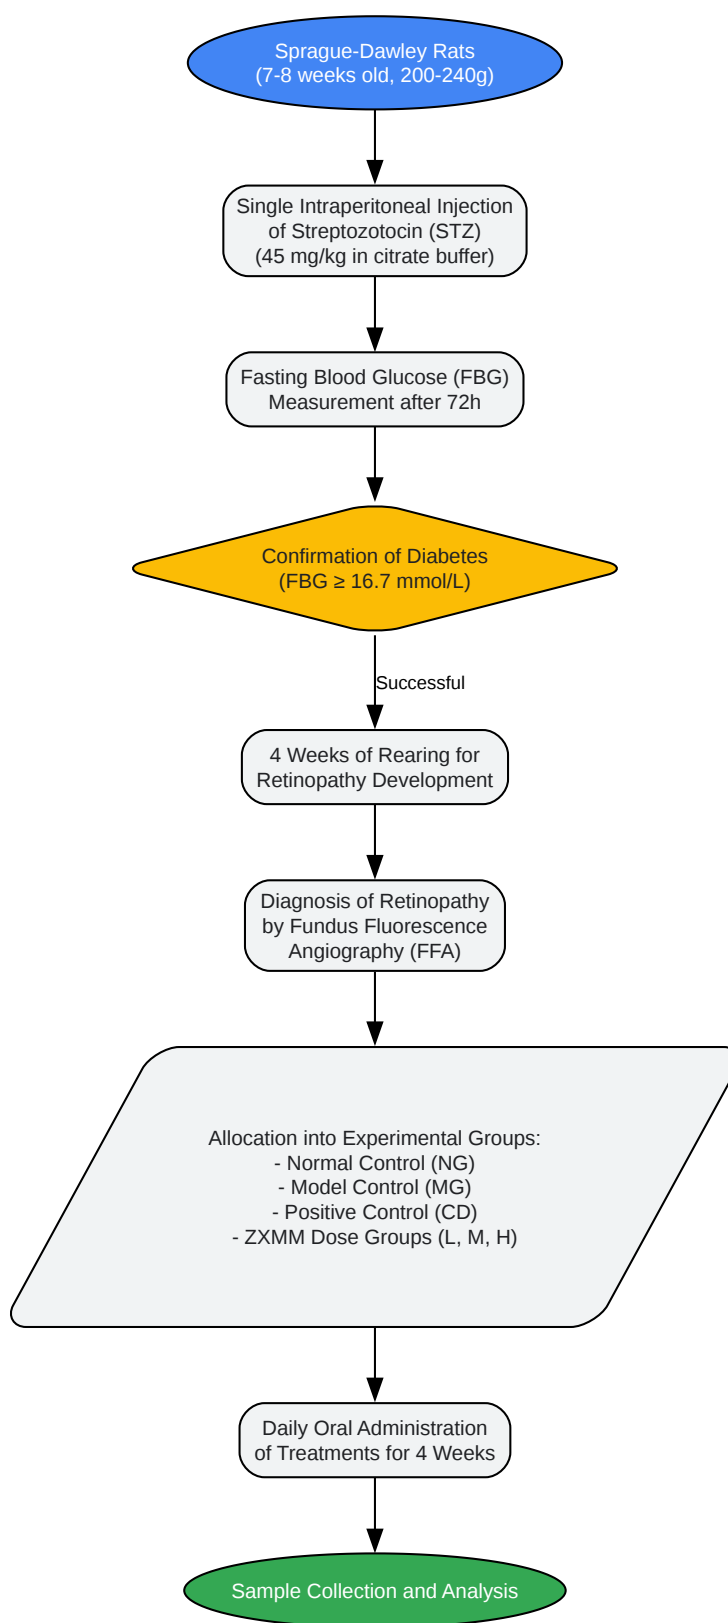 Sprague-Dawley Rats
(7-8 weeks old, 200-240g)
Single Intraperitoneal Injection
of Streptozotocin (STZ)
(45 mg/kg in citrate buffer)
Fasting Blood Glucose (FBG)
Measurement after 72h
Confirmation of Diabetes
(FBG ≥ 16.7 mmol/L)
Successful
4 Weeks of Rearing for
Retinopathy Development
Diagnosis of Retinopathy
by Fundus Fluorescence
Angiography (FFA)
Allocation into Experimental Groups:
- Normal Control (NG)
- Model Control (MG)
- Positive Control (CD)
- ZXMM Dose Groups (L, M, H)
Daily Oral Administration
of Treatments for 4 Weeks
Sample Collection and Analysis